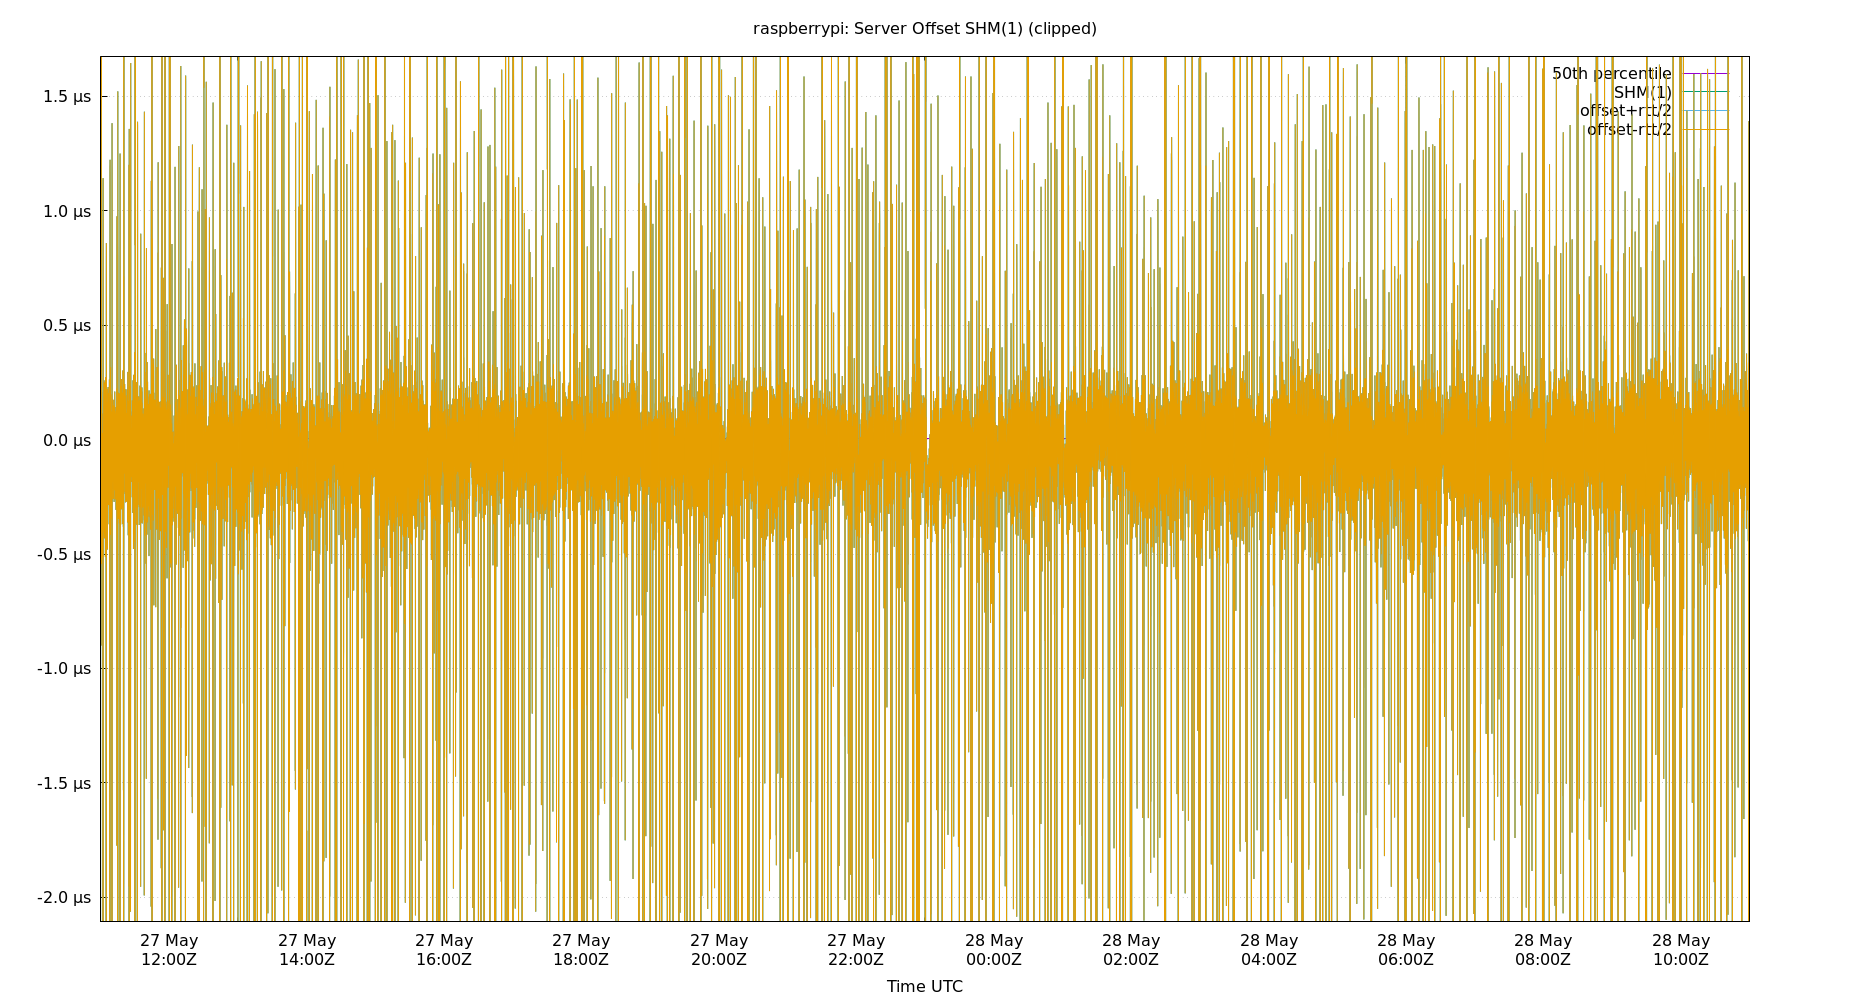 raspberrypi: Server Offset SHM(1) (clipped)
50th percentile
SHM(1)
offset+rtt/2
offset-rtt/2
1.5 µs
1.0 µs
0.5 µs
0.0 µs
-0.5 µs
-1.0 µs
-1.5 µs
-2.0 µs
27 May 27 May 27 May 27 May 27 May 27 May 28 May 28 May 28 May 28 May 28 May 28 May
12:00Z 14:00Z 16:00Z 18:00Z 20:00Z 22:00Z 00:00Z 02:00Z 04:00Z 06:00Z 08:00Z 10:00Z
Time UTC